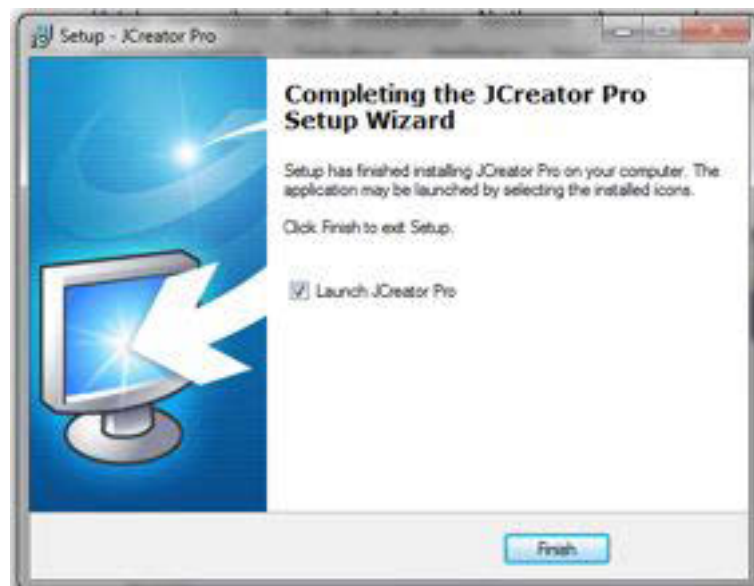 Setup - JCreator Pro
Completing the JCreator Pro
Setup Wizard
Setup has finished installing JCreator Pro on your computer. The
application may be launched by selecting the installed icons.
Click Finish to exit Setup.
Launch JCreator Pro
Finish